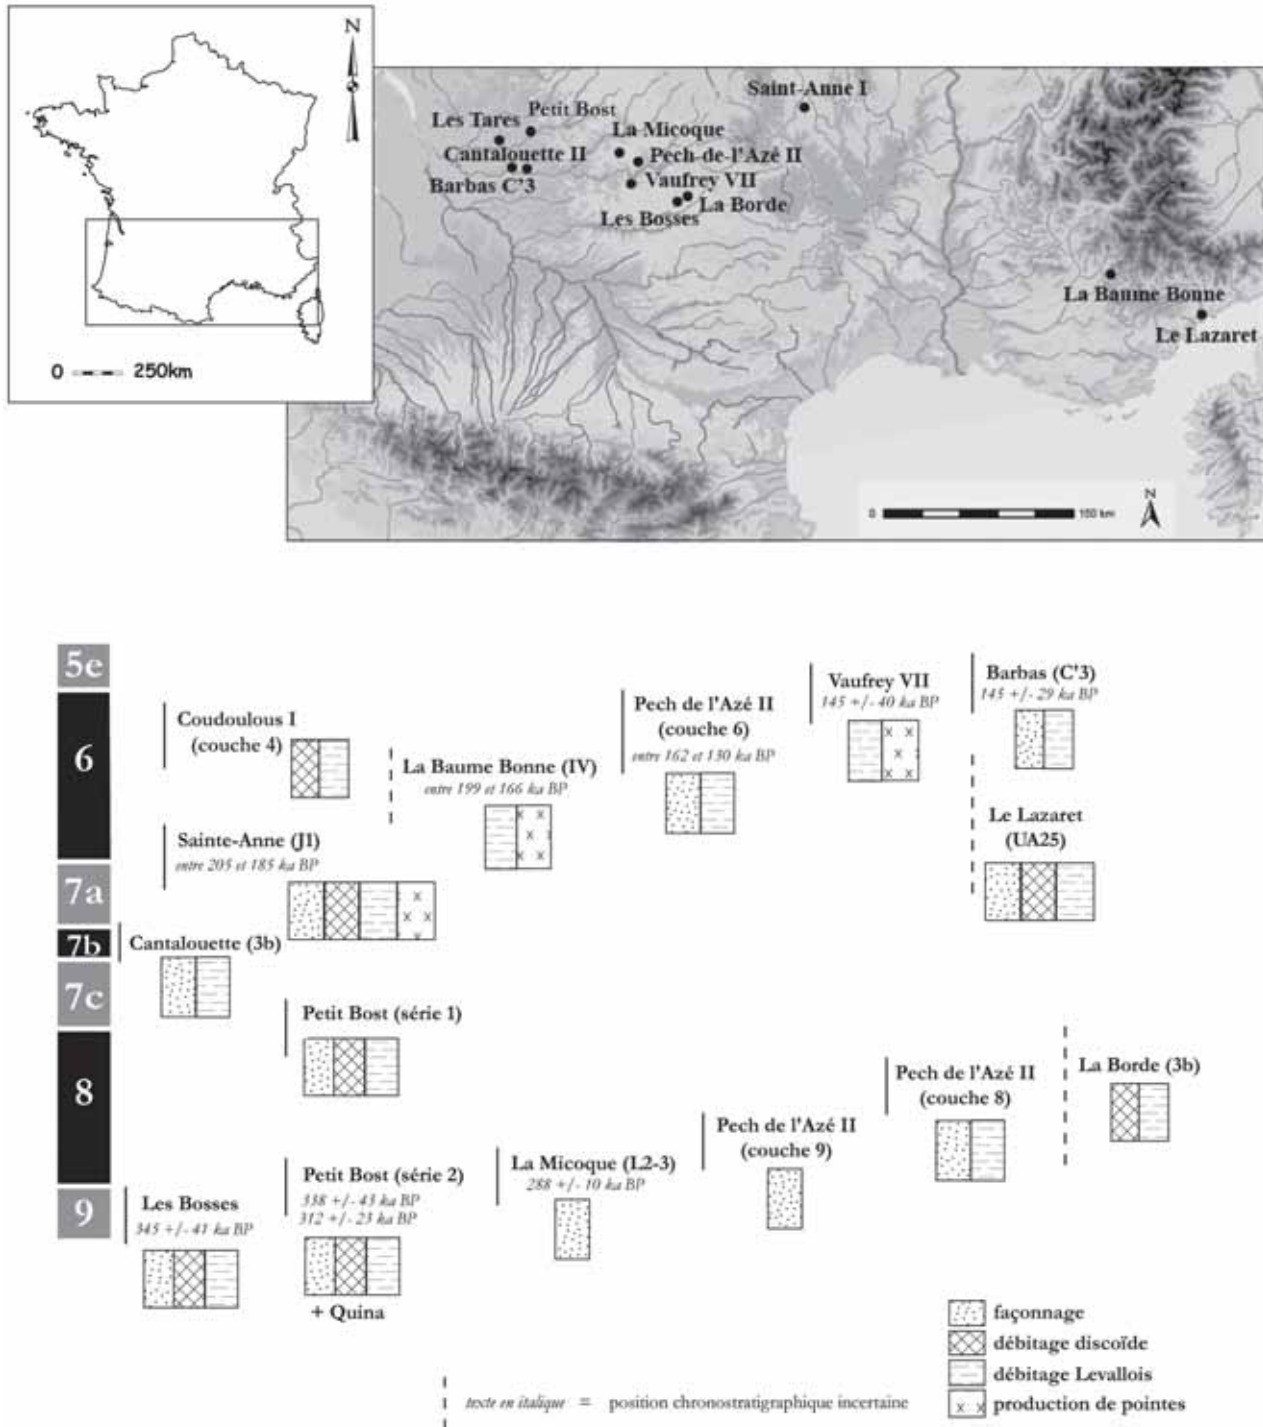 N
0 250km
Saint-Anne I
Petit Bost
Les Tares
La Micoque
Cantalouette II
Pech-de-l'Azé II
Barbas C'3
Vaufrey VII
La Borde
Les Bosses
La Baume Bonne
Le Lazaret
0 100 km
N
5e
6
7a
7b
7c
8
9
Coudoulous I
(couche 4)
La Baume Bonne (IV)
entre 199 et 166 ka BP
Pech de l'Azé II
(couche 6)
entre 162 et 130 ka BP
Vaufrey VII
145 +/- 40 ka BP
Barbas (C'3)
145 +/- 29 ka BP
Sainte-Anne (J1)
entre 205 et 185 ka BP
Le Lazaret
(UA25)
Cantalouette (3b)
Petit Bost (série 1)
Pech de l'Azé II
(couche 8)
La Borde (3b)
Pech de l'Azé II
(couche 9)
La Micoque (L2-3)
288 +/- 10 ka BP
Petit Bost (série 2)
338 +/- 43 ka BP
312 +/- 23 ka BP
+ Quina
Les Bosses
345 +/- 41 ka BP
façonnage
débitage discoïde
débitage Levallois
production de pointes
texte en italique = position chronostratigraphique incertaine